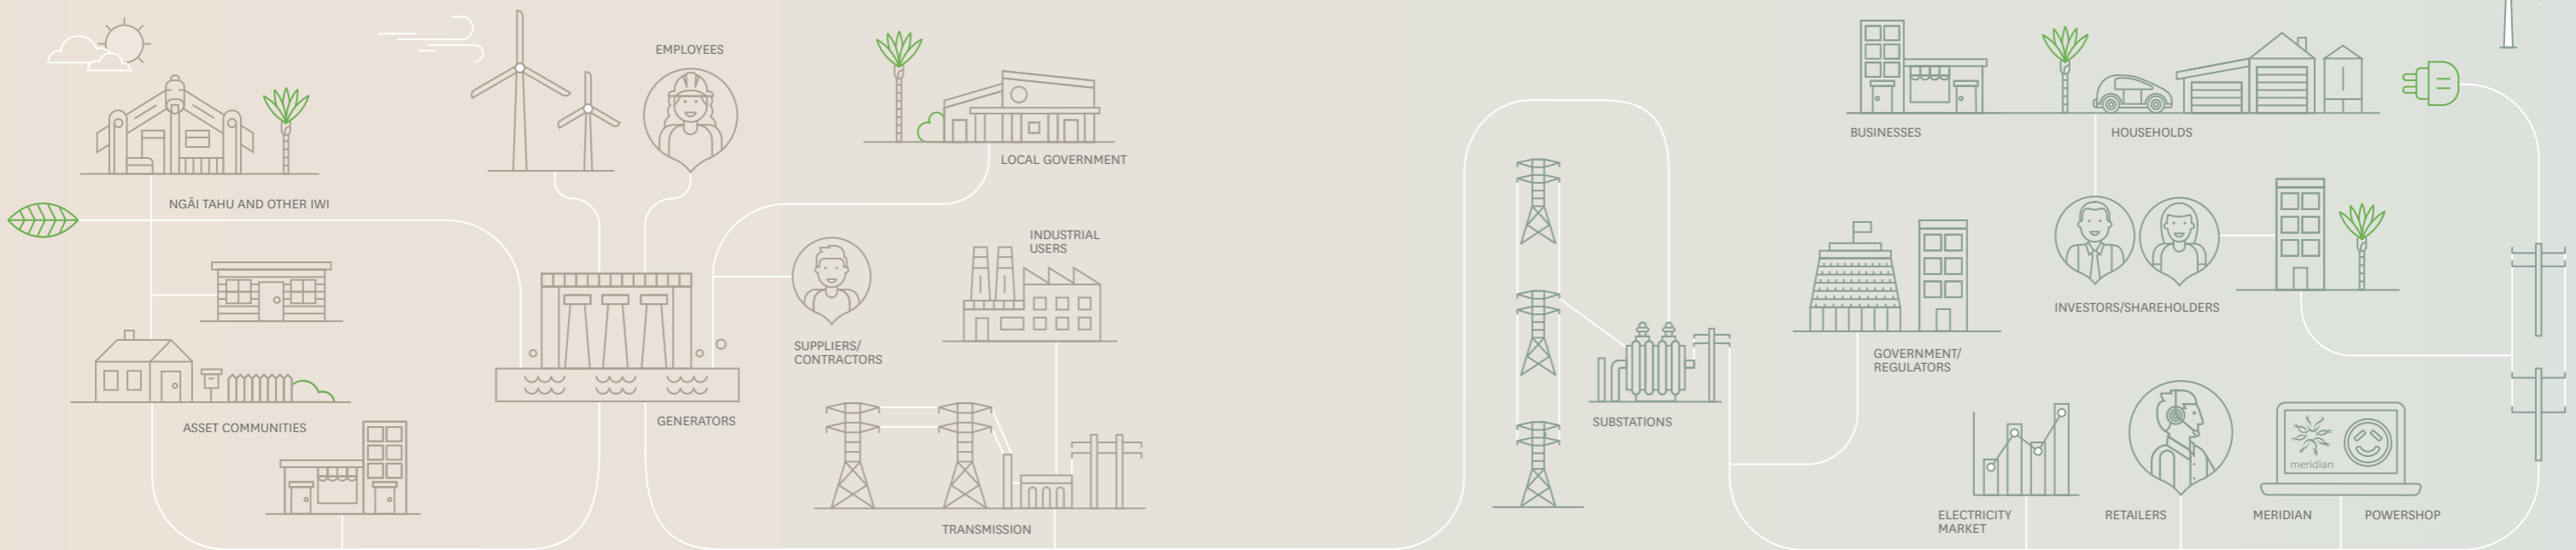 EMPLOYEES
LOCAL GOVERNMENT
NGĀI TAHU AND OTHER IWI
INDUSTRIAL
USERS
SUPPLIERS/
CONTRACTORS
GENERATORS
ASSET COMMUNITIES
TRANSMISSION
SUBSTATIONS
BUSINESSES
HOUSEHOLDS
INVESTORS/SHAREHOLDERS
GOVERNMENT/
REGULATORS
meridian
ELECTRICITY
MARKET
RETAILERS
MERIDIAN
POWERSHOP